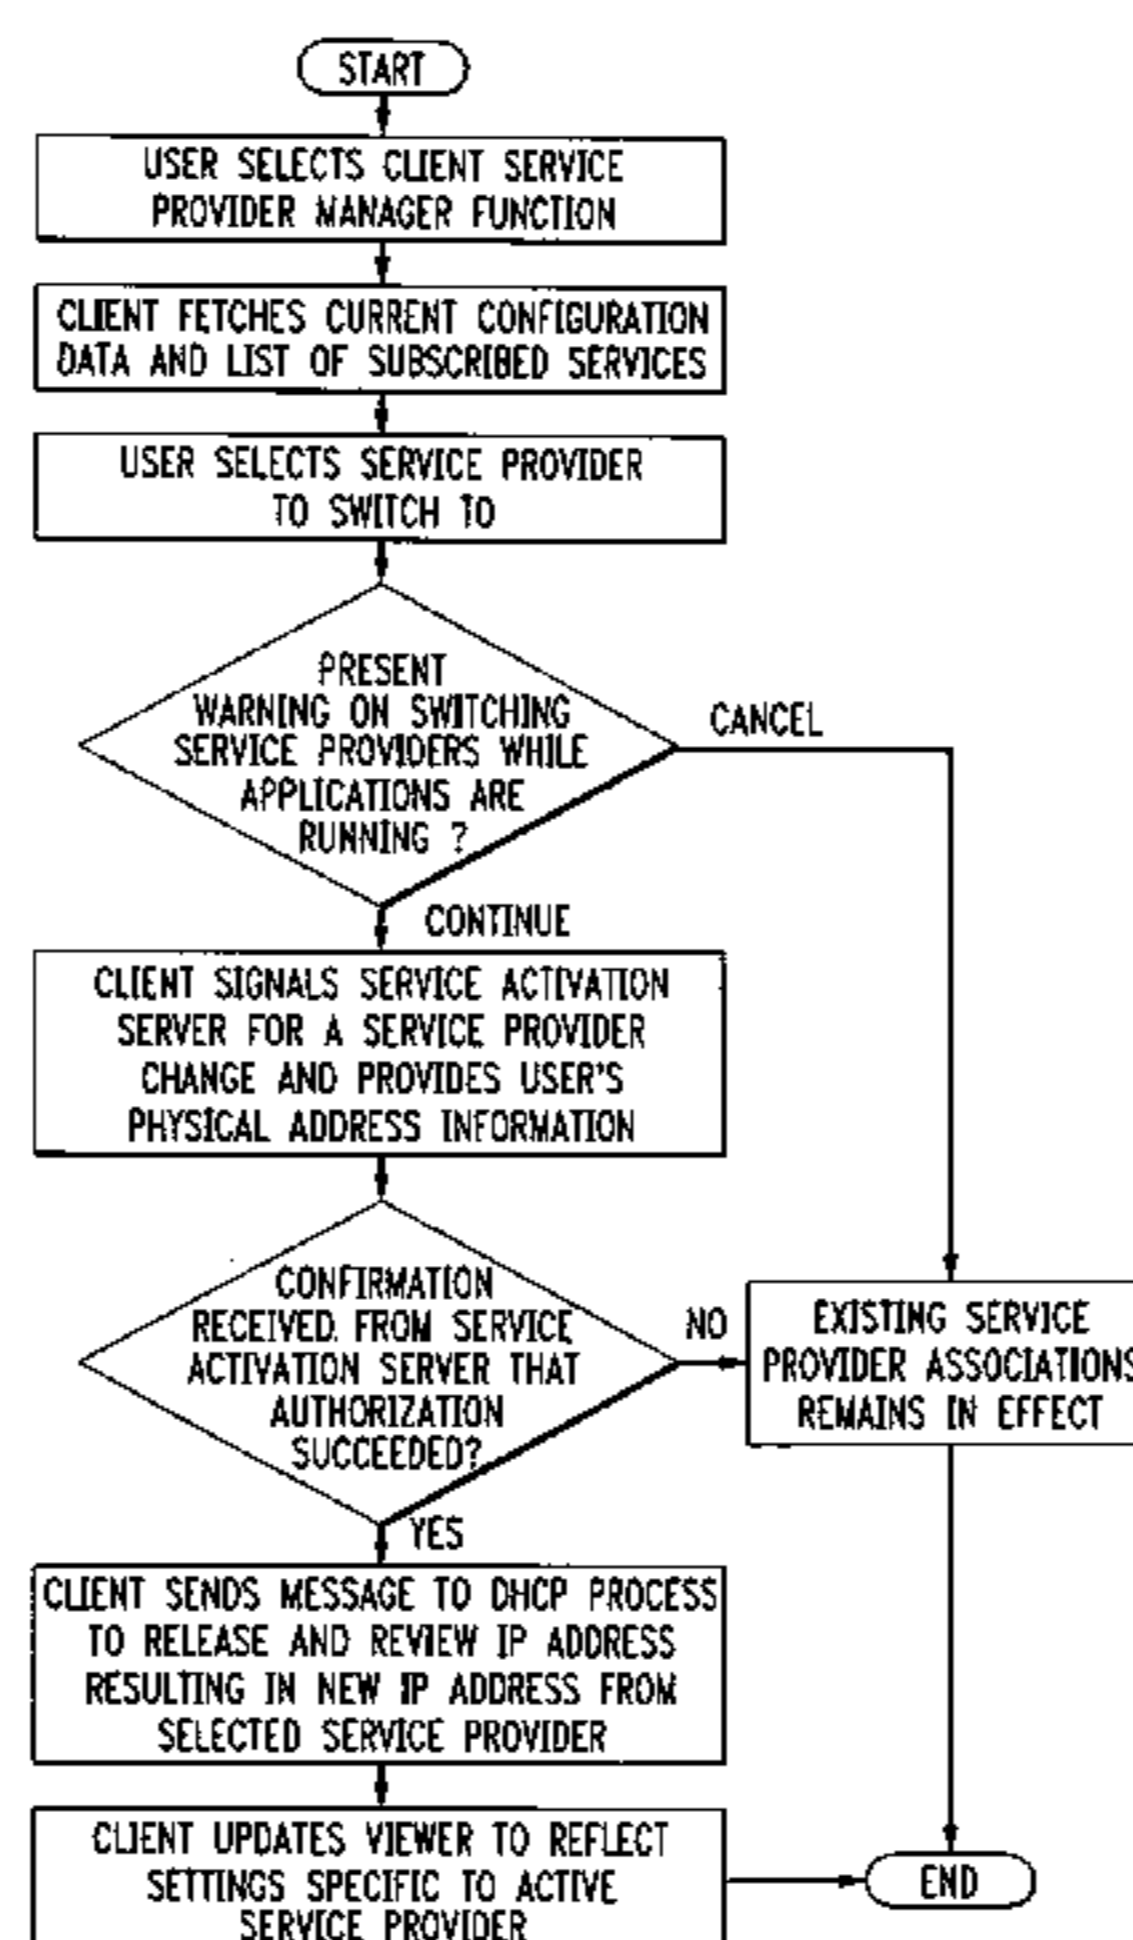 START
USER SELECTS CLIENT SERVICE
PROVIDER MANAGER FUNCTION
CLIENT FETCHES CURRENT CONFIGURATION
DATA AND LIST OF SUBSCRIBED SERVICES
USER SELECTS SERVICE PROVIDER
TO SWITCH TO
PRESENT
WARNING ON SWITCHING
SERVICE PROVIDERS WHILE
APPLICATIONS ARE
RUNNING ?
CANCEL
CONTINUE
CLIENT SIGNALS SERVICE ACTIVATION
SERVER FOR A SERVICE PROVIDER
CHANGE AND PROVIDES USER'S
PHYSICAL ADDRESS INFORMATION
CONFIRMATION
RECEIVED FROM SERVICE
ACTIVATION SERVER THAT
AUTHORIZATION
SUCCEEDED?
NO
EXISTING SERVICE
PROVIDER ASSOCIATIONS
REMAINS IN EFFECT
YES
CLIENT SENDS MESSAGE TO DHCP PROCESS
TO RELEASE AND REVIEW IP ADDRESS
RESULTING IN NEW IP ADDRESS FROM
SELECTED SERVICE PROVIDER
CLIENT UPDATES VIEWER TO REFLECT
SETTINGS SPECIFIC TO ACTIVE
SERVICE PROVIDER
END